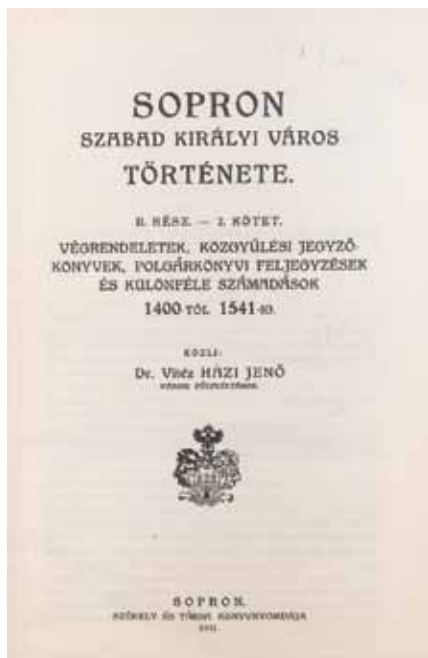 SOPRON
SZABAD KIRÁLYI VÁROS
TÖRTÉNETE.
II. RÉSZ. — I. KÖTET.
VÉGRENDELETEK, KÖZGYŰLÉSI JEGYZŐ-
KÖNYVEK, POLGÁRKÖNYVI FELJEGYZÉSEK
ÉS KÜLÖNFÉLE SZÁMADÁSOK
1400-TÓL 1541-IG.
KÖZLI:
Dr. Vitéz HÁZI JENŐ
SOPRON.
SZÉKELY ÉS TÁRSA KÖNYVNYOMDÁJA